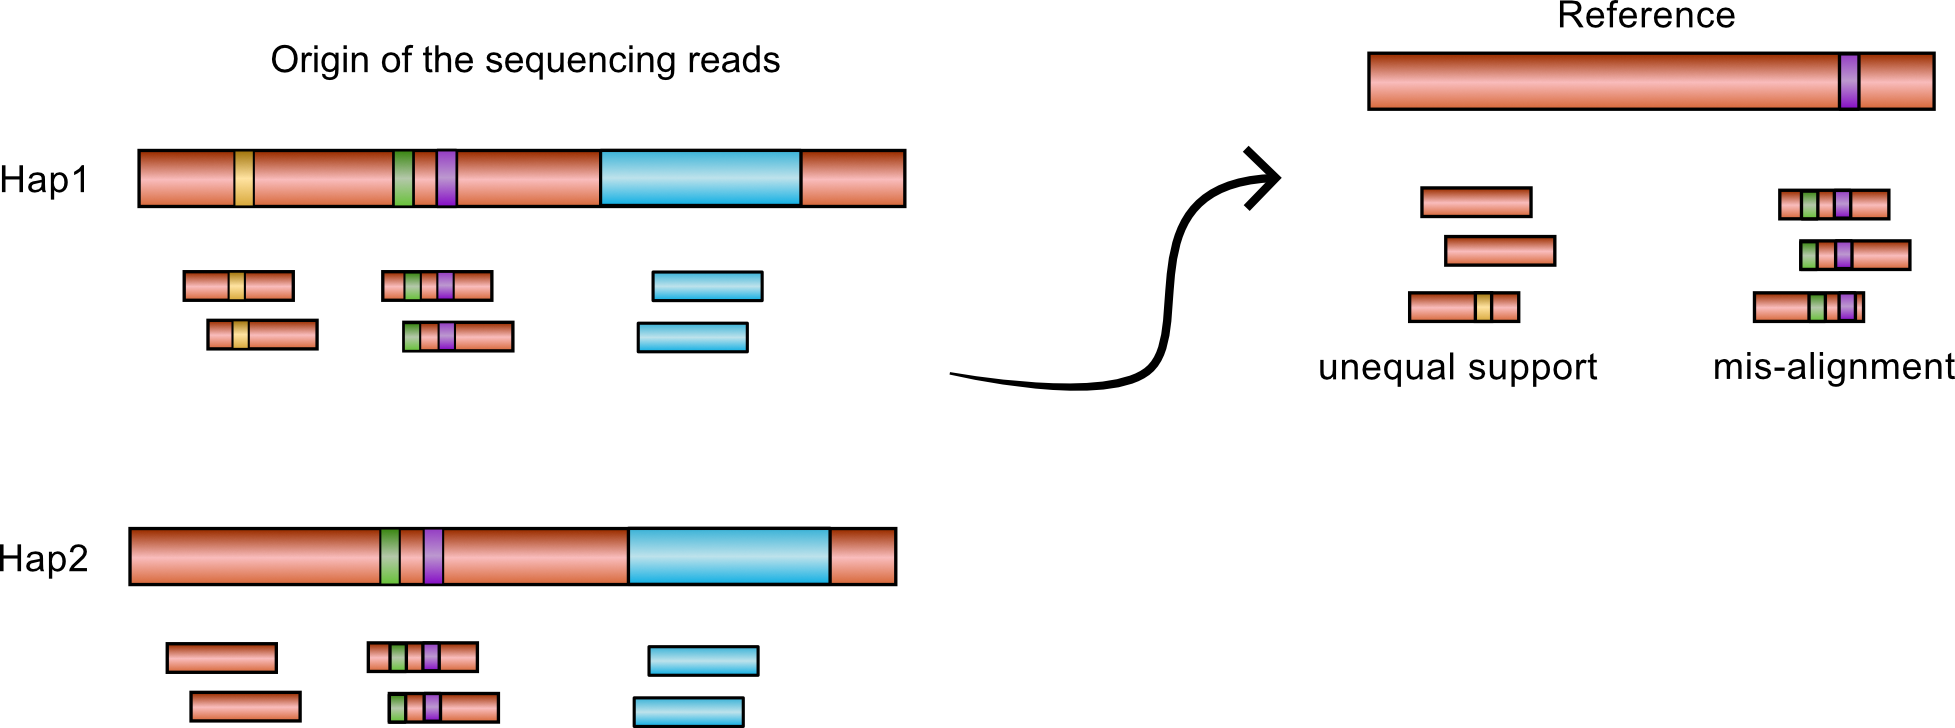 Reference
Origin of the sequencing reads
Hap1
unequal support
mis-alignment
Hap2